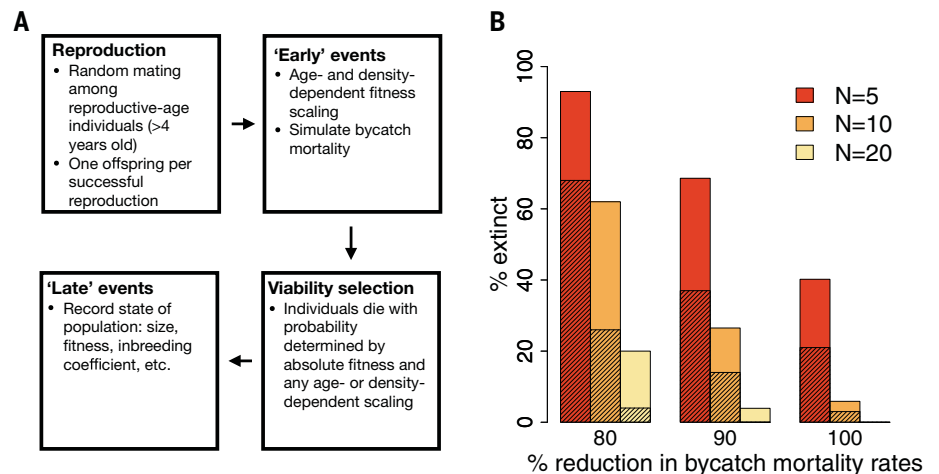 A
Reproduction
• Random mating
among
reproductive-age
individuals (>4
years old)
• One offspring per
successful
reproduction
‘Early’ events
• Age- and density-
dependent fitness
scaling
• Simulate bycatch
mortality
‘Late’ events
• Record state of
population: size,
fitness, inbreeding
coefficient, etc.
Viability selection
• Individuals die with
probability
determined by
absolute fitness and
any age- or density-
dependent scaling
B
% extinct
100
80
60
40
20
0
N=5
N=10
N=20
80 90 100
% reduction in bycatch mortality rates